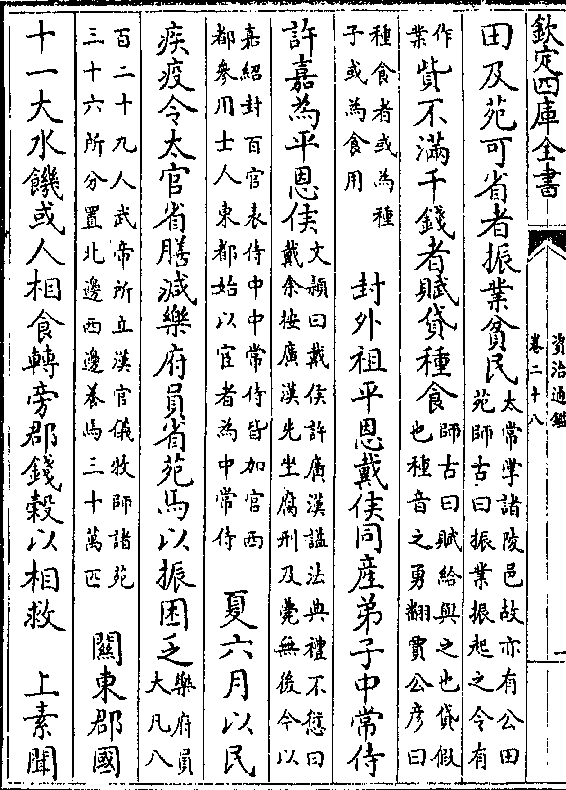 欽定四庫全書
資治通鑑
卷二十八
一
田及苑可省者振業貧民太常掌諸陵邑故亦有公田苑師古曰振業振起之令有
作業貲不滿千錢者賦貸種食師古曰賦給與之也貸假也種音之勇翻賈公彦曰
種食者或為種子或為食用　封外祖平恩戴侯同産弟子中常侍
許嘉為平恩侯文頴曰戴侯許廣漢諡法典禮不愆曰戴余按廣漢先坐腐刑及薨無後今以
嘉紹封百官表侍中中常侍皆加官西都參用士人東都始以宦者為中常侍　夏六月以民
疾疫令太官省膳減樂府員省苑馬以振困乏樂府員大凡八
百二十九人武帝所立漢官儀牧師諸苑三十六所分置北邊西邊養馬三十萬匹　關東郡國
十一大水饑或人相食轉旁郡錢榖以相救　上素聞